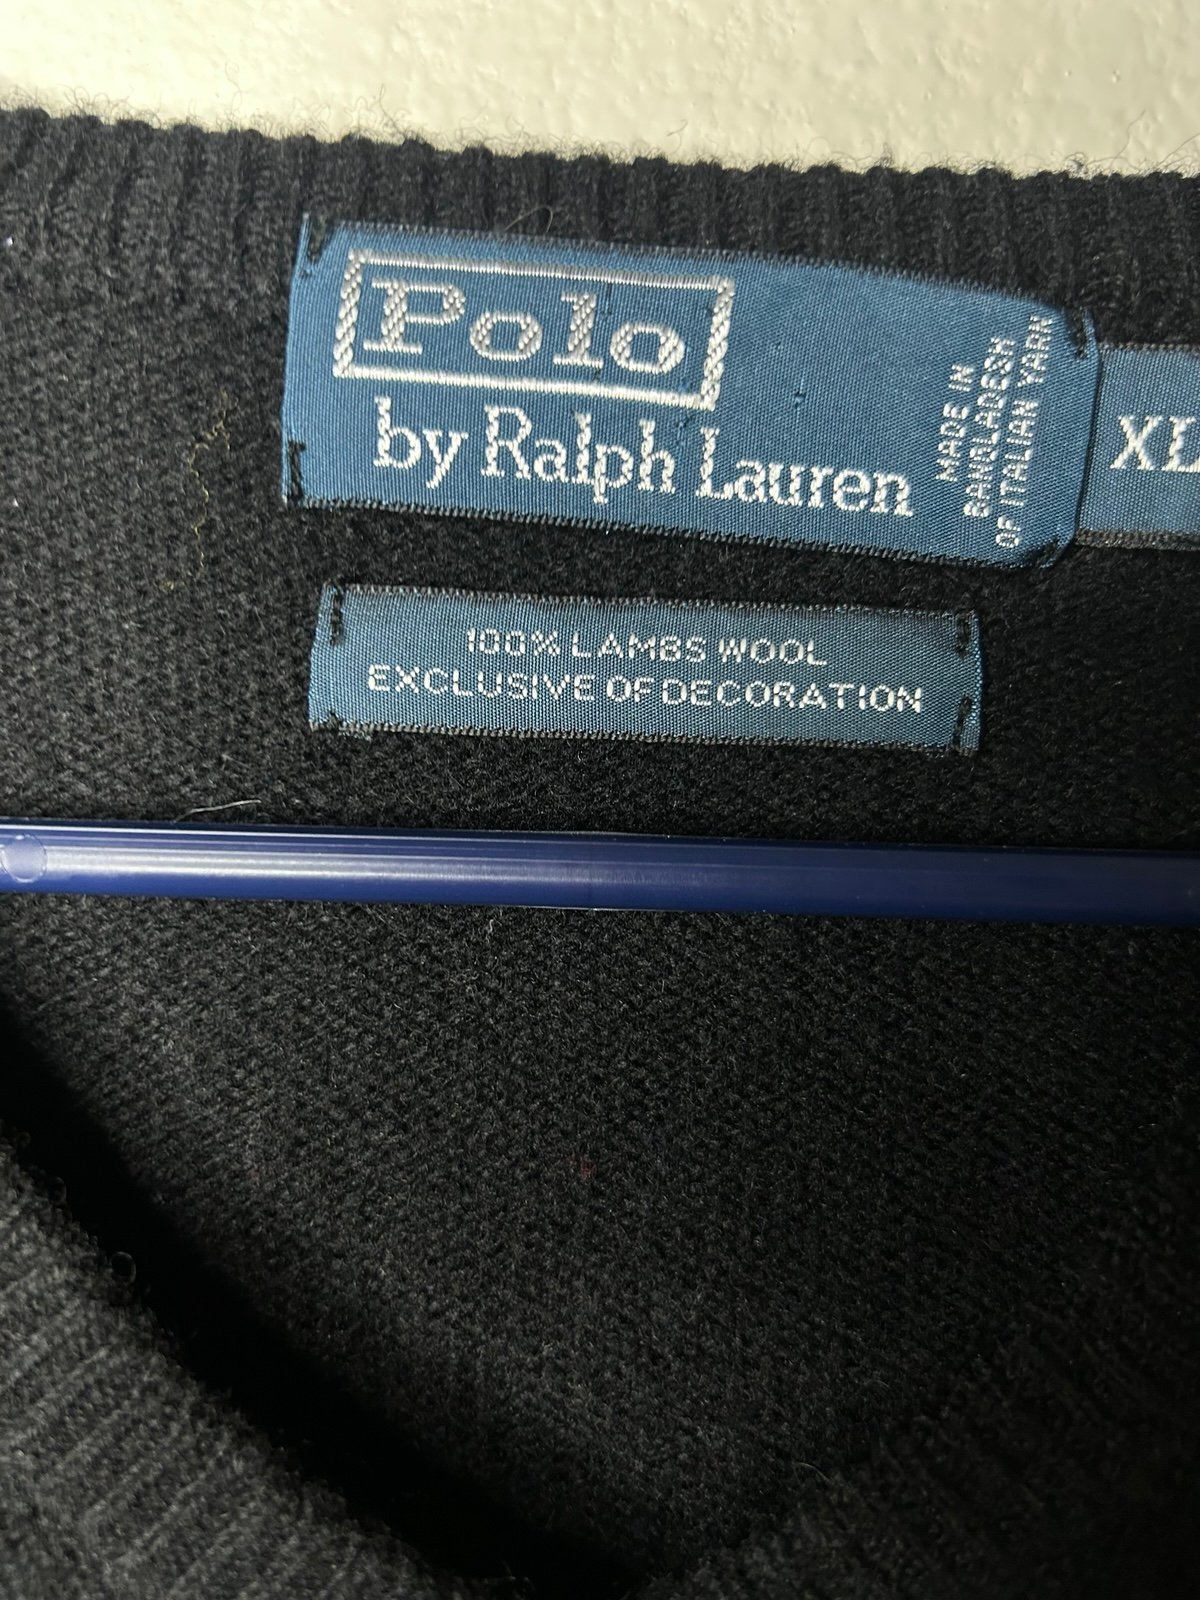 Polo
by Ralph Lauren
MADE IN
BANGLADESH
OF ITALIAN YARN
XL
100% LAMBS WOOL
EXCLUSIVE OF DECORATION